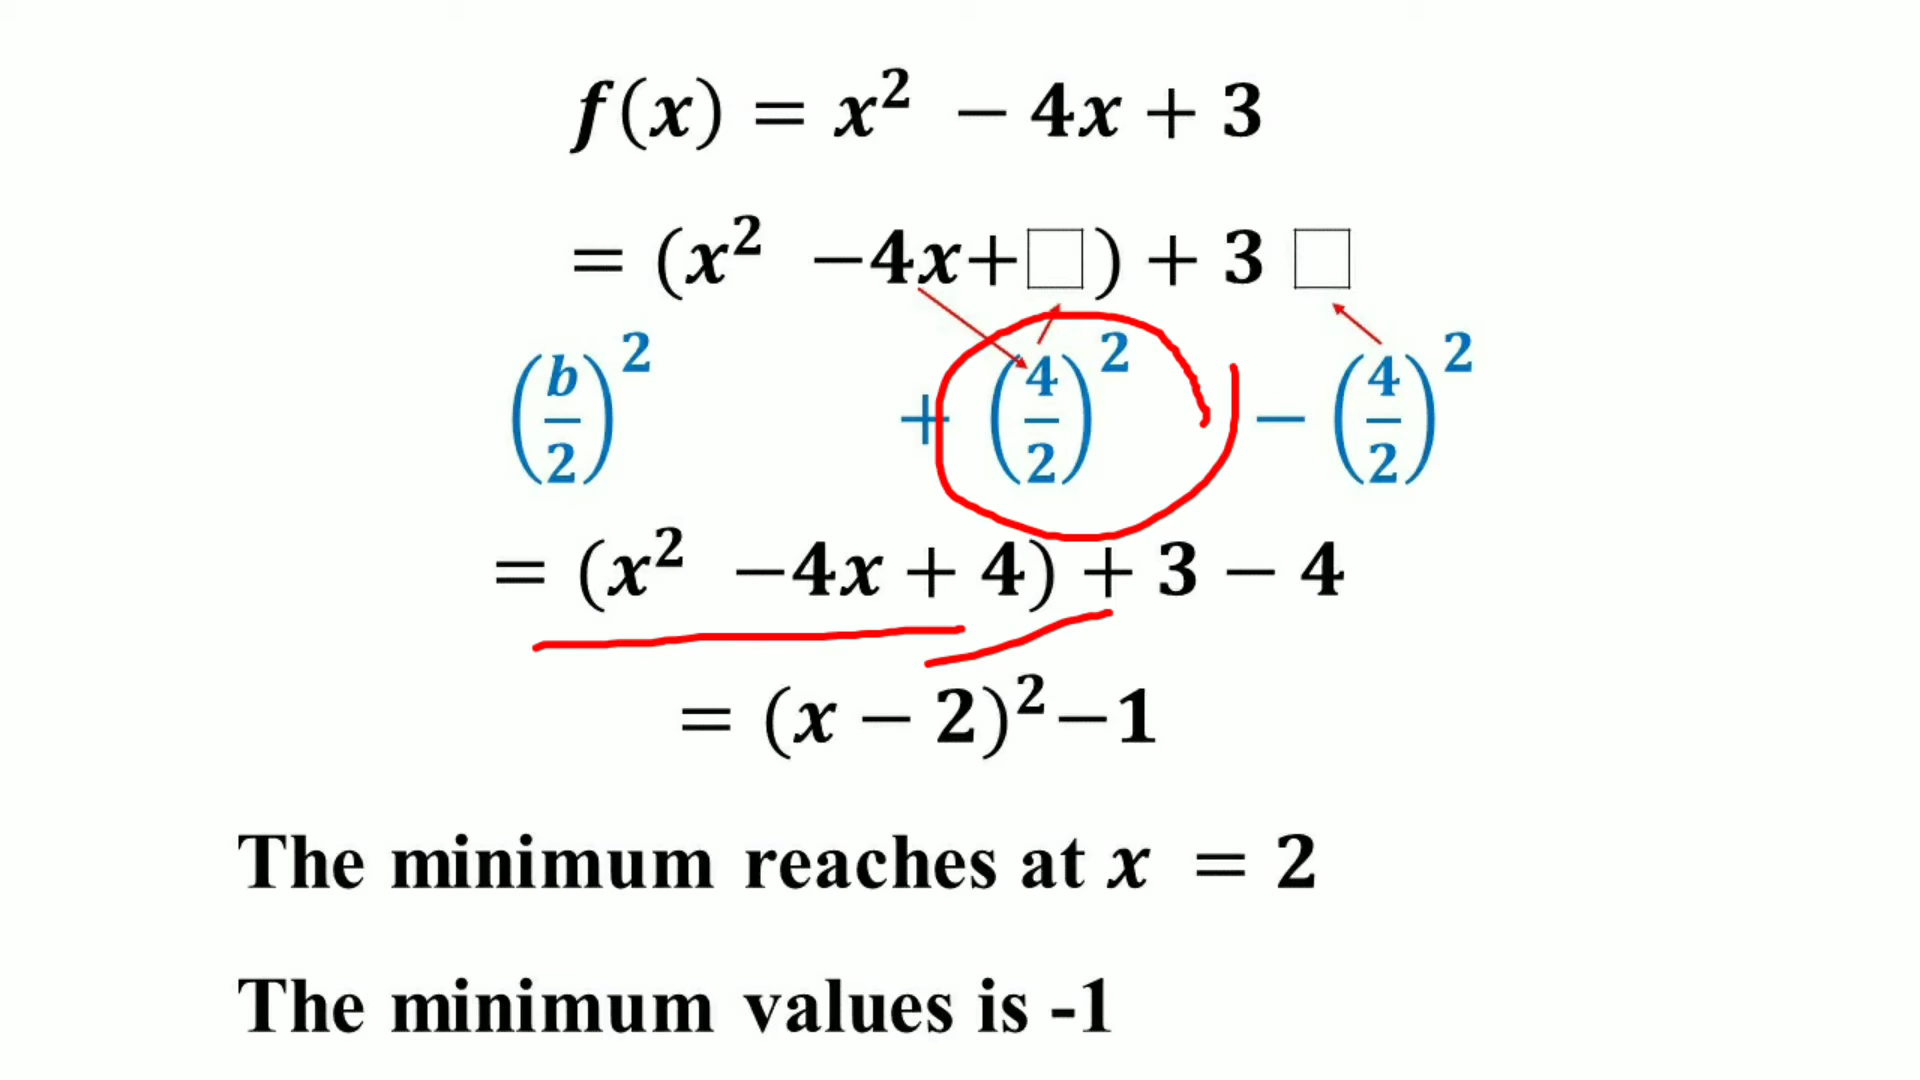 f(x) = x² − 4x + 3
= (x² −4x+□) + 3 □
(b/2)² + (4/2)² − (4/2)²
= (x² −4x + 4) + 3 − 4
= (x − 2)²−1
The minimum reaches at x = 2
The minimum values is -1